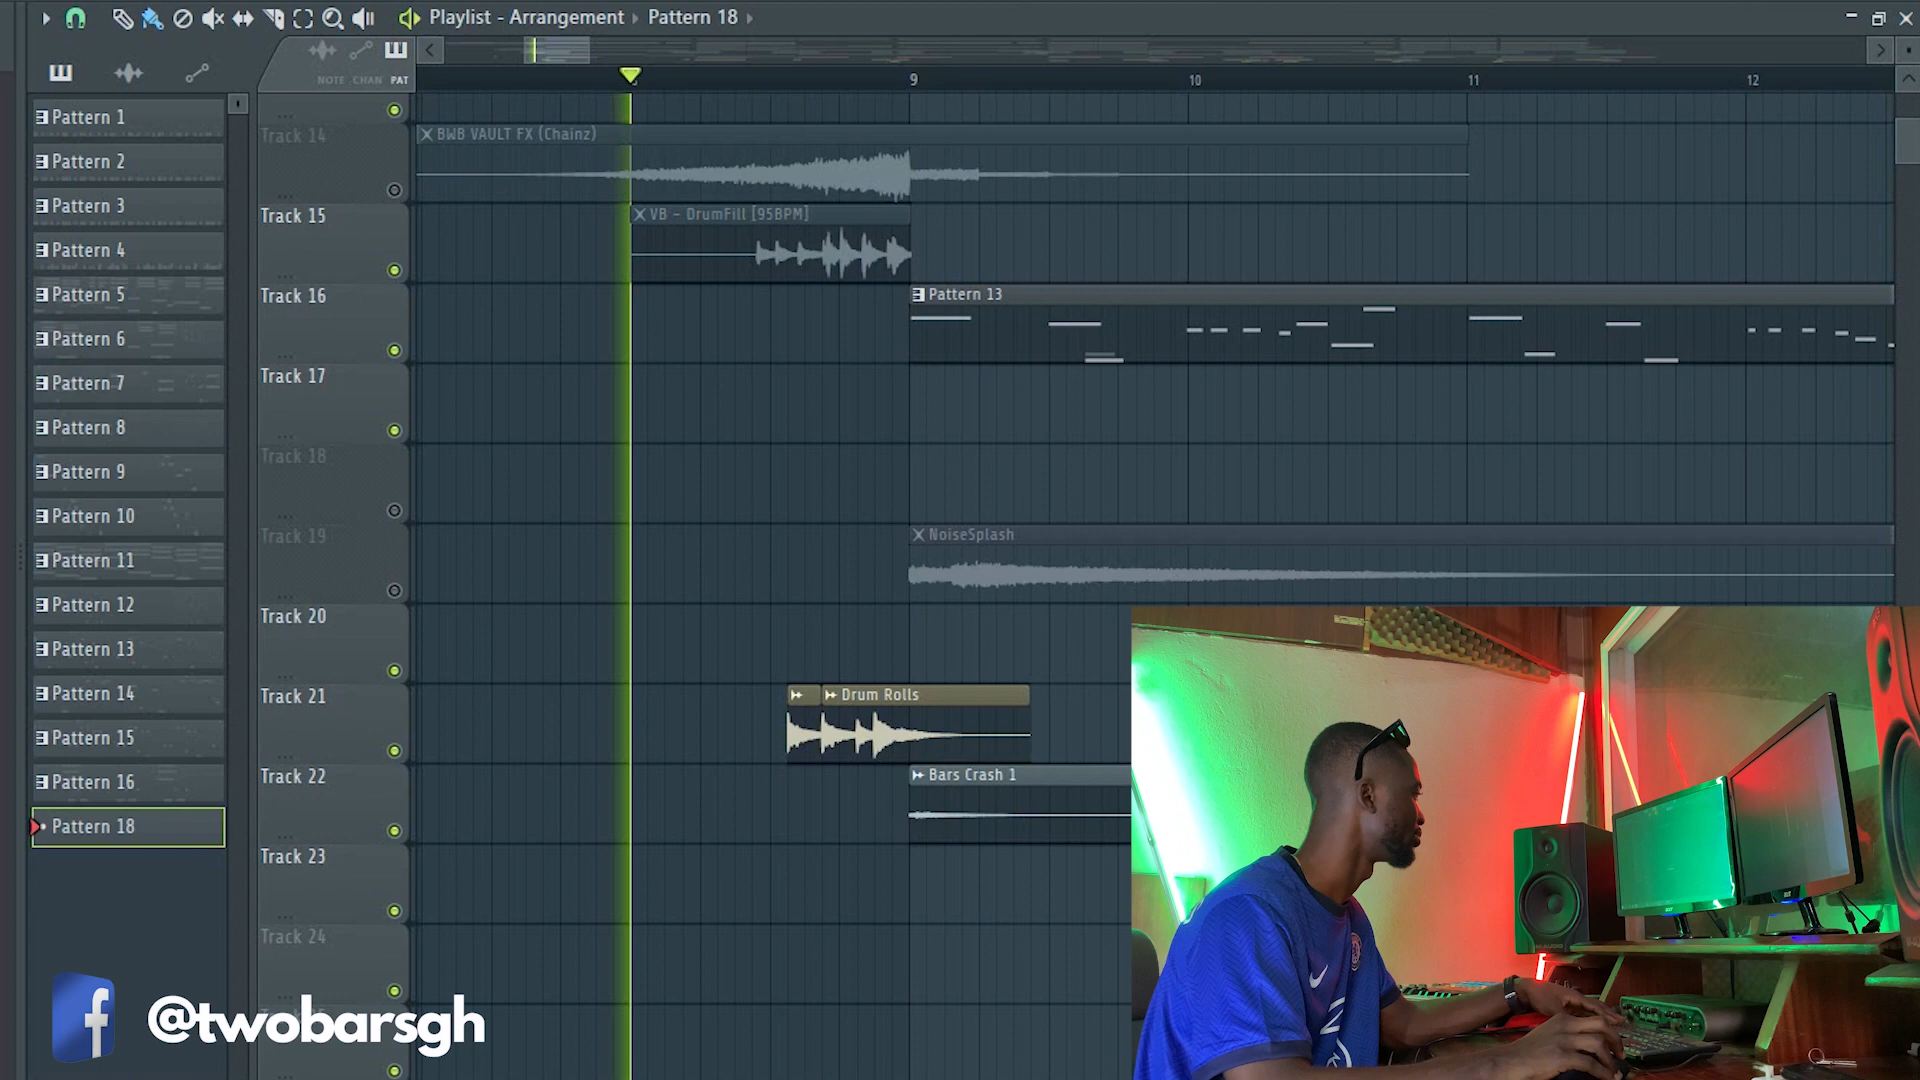 Playlist - Arrangement Pattern 18
NOTE CHAN PAT
9 10 11 12
Pattern 1
Pattern 2
Pattern 3
Pattern 4
Pattern 5
Pattern 6
Pattern 7
Pattern 8
Pattern 9
Pattern 10
Pattern 11
Pattern 12
Pattern 13
Pattern 14
Pattern 15
Pattern 16
Pattern 18
Track 14
BWB VAULT FX (Chainz)
Track 15
VB - DrumFill [95BPM]
Track 16
Pattern 13
Track 17
Track 18
Track 19
NoiseSplash
Track 20
Track 21
Drum Rolls
Track 22
Bars Crash 1
Track 23
Track 24
f @twobarsgh